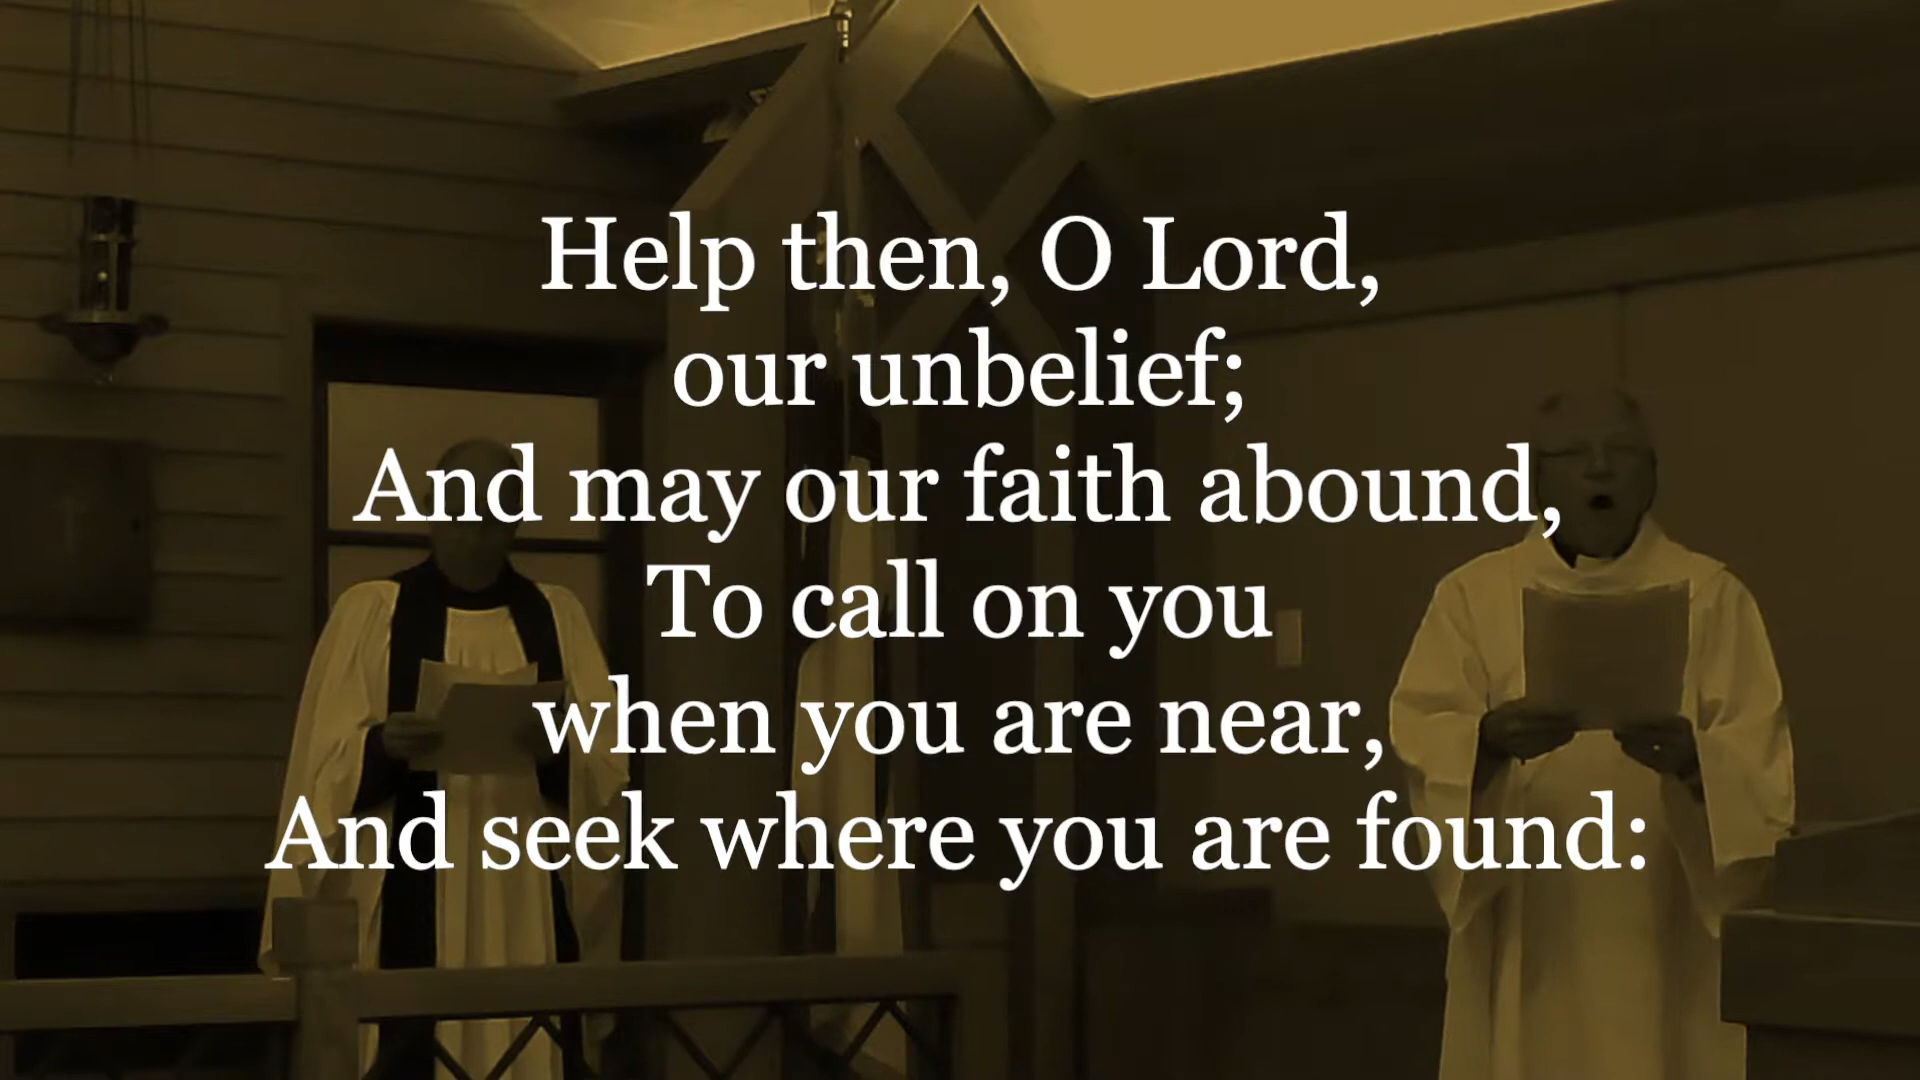 Help then, O Lord,
our unbelief;
And may our faith abound,
To call on you
when you are near,
And seek where you are found: